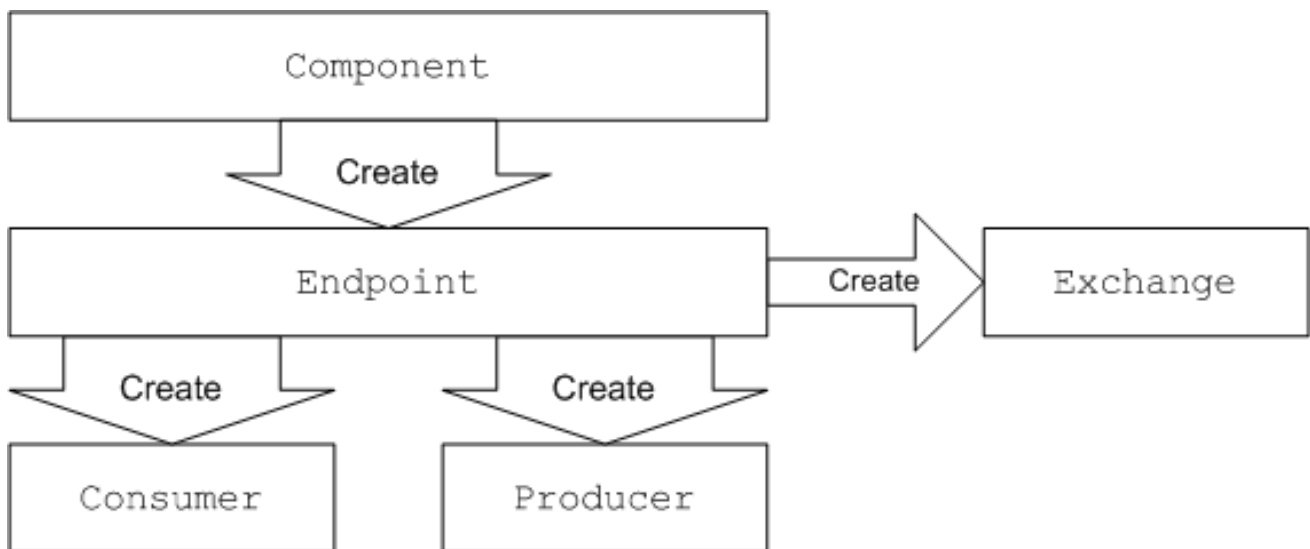 Component
Create
Endpoint
Create
Exchange
Create
Create
Consumer
Producer